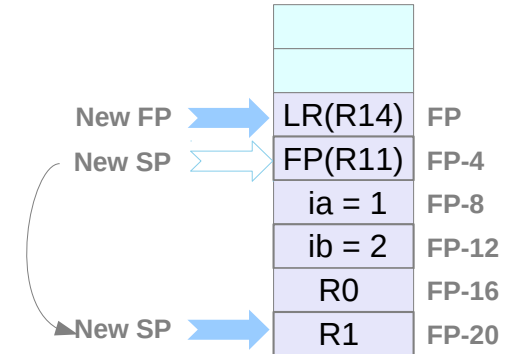 New FP LR(R14) FP
New SP FP(R11) FP-4
ia = 1 FP-8
ib = 2 FP-12
R0 FP-16
New SP R1 FP-20